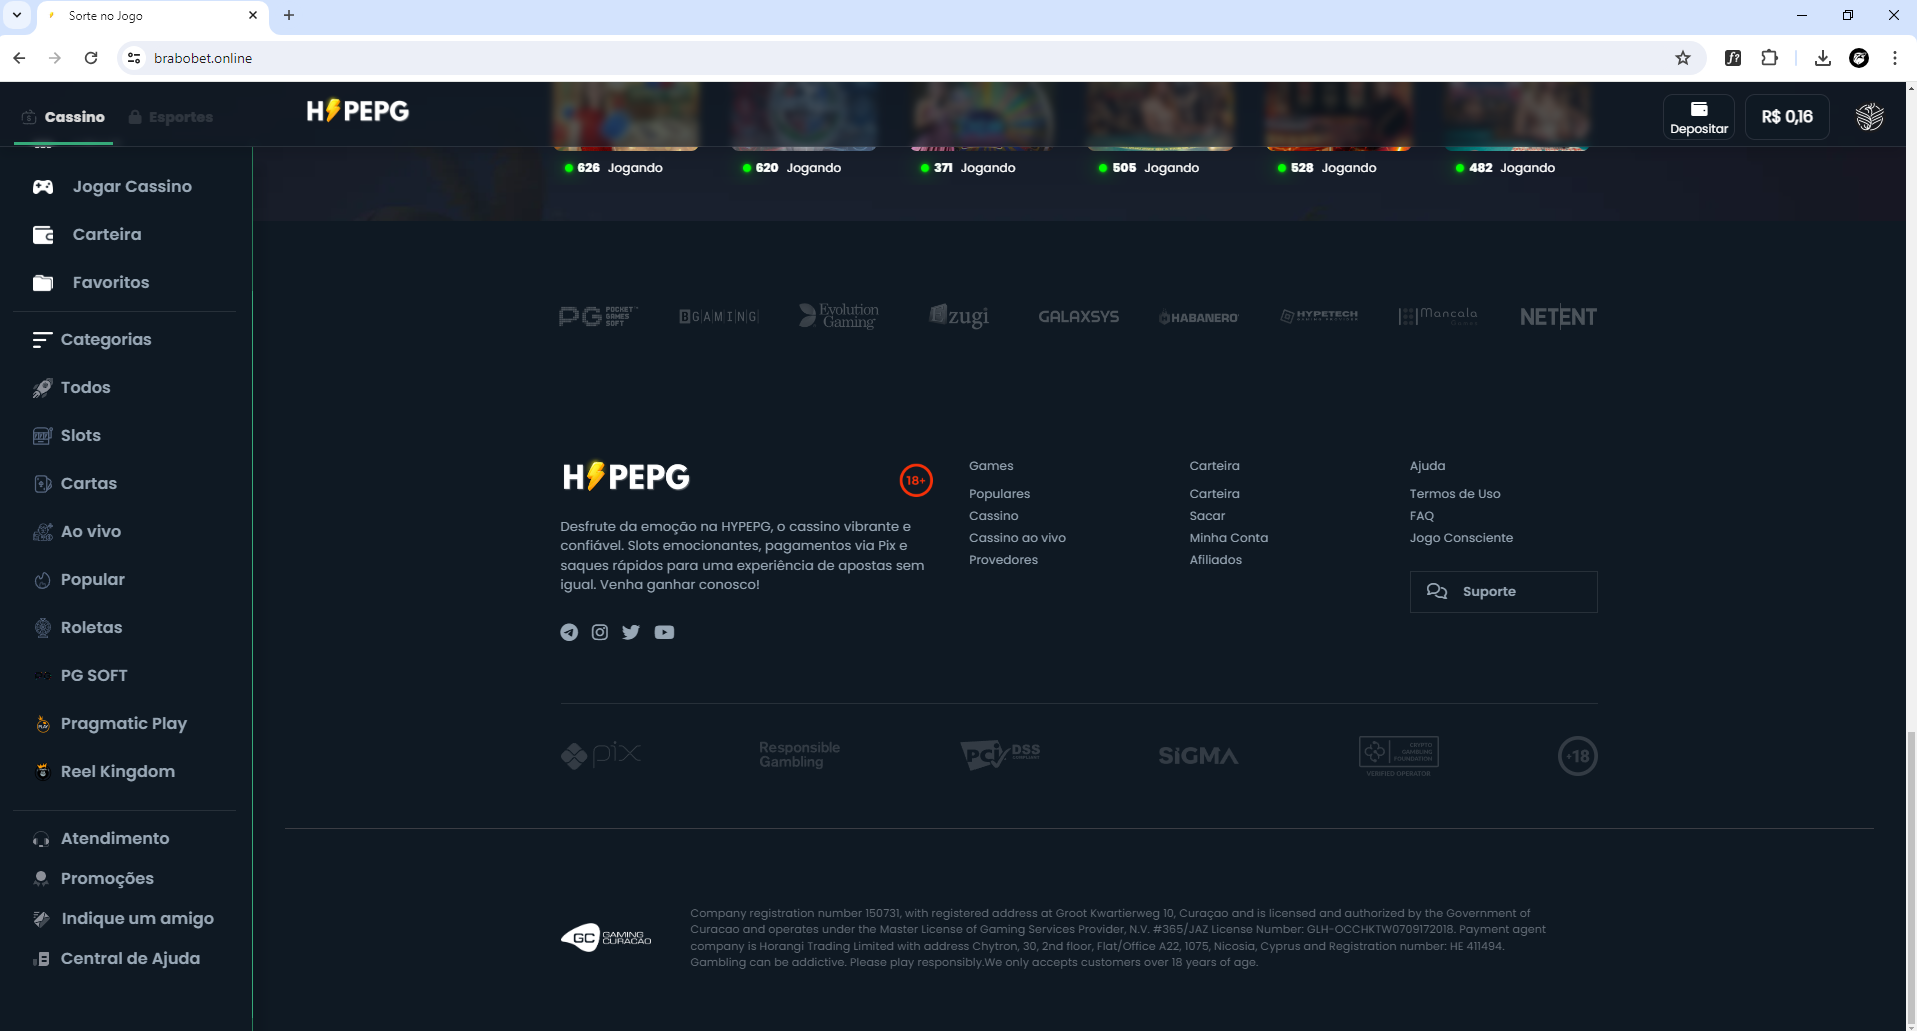 Sorte no Jogo
brabobet.online
Cassino
Esportes
HYPEPG
Depositar
R$ 0,16
626 Jogando
620 Jogando
371 Jogando
505 Jogando
528 Jogando
482 Jogando
Jogar Cassino
Carteira
Favoritos
Categorias
Todos
Slots
Cartas
Ao vivo
Popular
Roletas
PG SOFT
Pragmatic Play
Reel Kingdom
Atendimento
Promoções
Indique um amigo
Central de Ajuda
PG POCKET GAMES SOFT
BGAMING
Evolution Gaming
zugi
GALAXSYS
HABANERO
HYPETECH
Mancala
NETENT
HYPEPG
18+
Desfrute da emoção na HYPEPG, o cassino vibrante e
confiável. Slots emocionantes, pagamentos via Pix e
saques rápidos para uma experiência de apostas sem
igual. Venha ganhar conosco!
Games
Populares
Cassino
Cassino ao vivo
Provedores
Carteira
Carteira
Sacar
Minha Conta
Afiliados
Ajuda
Termos de Uso
FAQ
Jogo Consciente
Suporte
pix
Responsible
Gambling
PCI DSS
COMPLIANT
SiGMA
CRYPTO
GAMBLING
FOUNDATION
VERIFIED OPERATOR
+18
GC GAMING
CURACAO
Company registration number 150731, with registered address at Groot Kwartierweg 10, Curaçao and is licensed and authorized by the Government of
Curacao and operates under the Master License of Gaming Services Provider, N.V. #365/JAZ License Number: GLH-OCCHKTW0709172018. Payment agent
company is Horangi Trading Limited with address Chytron, 30, 2nd floor, Flat/Office A22, 1075, Nicosia, Cyprus and Registration number: HE 411494.
Gambling can be addictive. Please play responsibly.We only accepts customers over 18 years of age.